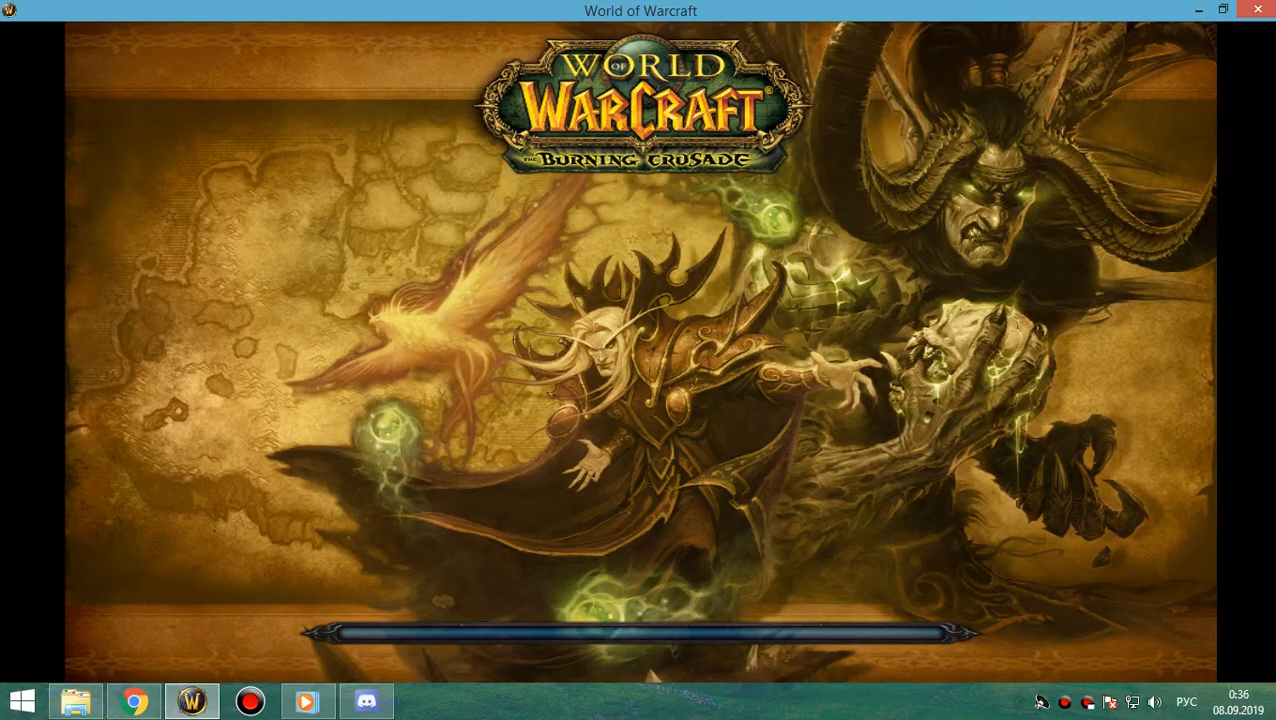 World of Warcraft
WORLD
OF
WARCRAFT®
THE BURNING CRUSADE
РУС
0:36
08.09.2019